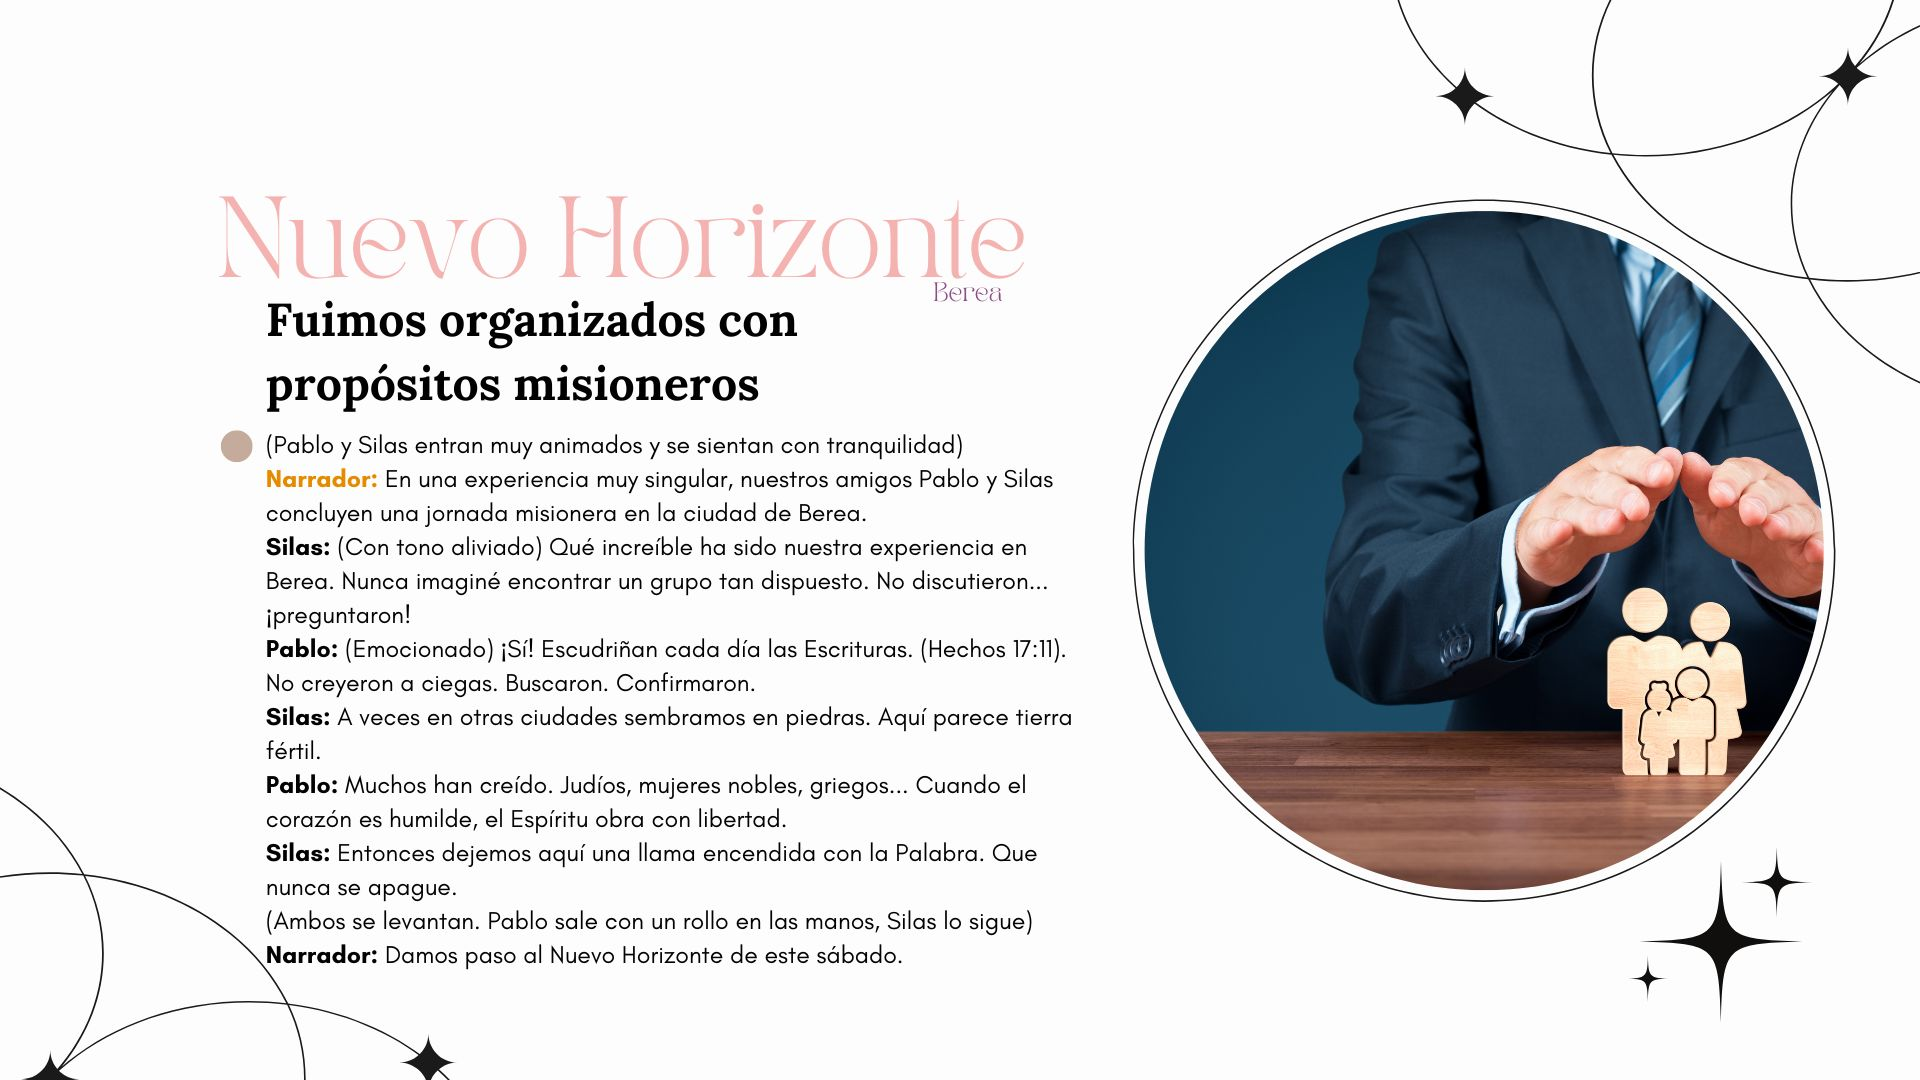 Nuevo Horizonte
Berea
Fuimos organizados con
propósitos misioneros
(Pablo y Silas entran muy animados y se sientan con tranquilidad)
Narrador: En una experiencia muy singular, nuestros amigos Pablo y Silas
concluyen una jornada misionera en la ciudad de Berea.
Silas: (Con tono aliviado) Qué increíble ha sido nuestra experiencia en
Berea. Nunca imaginé encontrar un grupo tan dispuesto. No discutieron...
¡preguntaron!
Pablo: (Emocionado) ¡Sí! Escudriñan cada día las Escrituras. (Hechos 17:11).
No creyeron a ciegas. Buscaron. Confirmaron.
Silas: A veces en otras ciudades sembramos en piedras. Aquí parece tierra
fértil.
Pablo: Muchos han creído. Judíos, mujeres nobles, griegos... Cuando el
corazón es humilde, el Espíritu obra con libertad.
Silas: Entonces dejemos aquí una llama encendida con la Palabra. Que
nunca se apague.
(Ambos se levantan. Pablo sale con un rollo en las manos, Silas lo sigue)
Narrador: Damos paso al Nuevo Horizonte de este sábado.